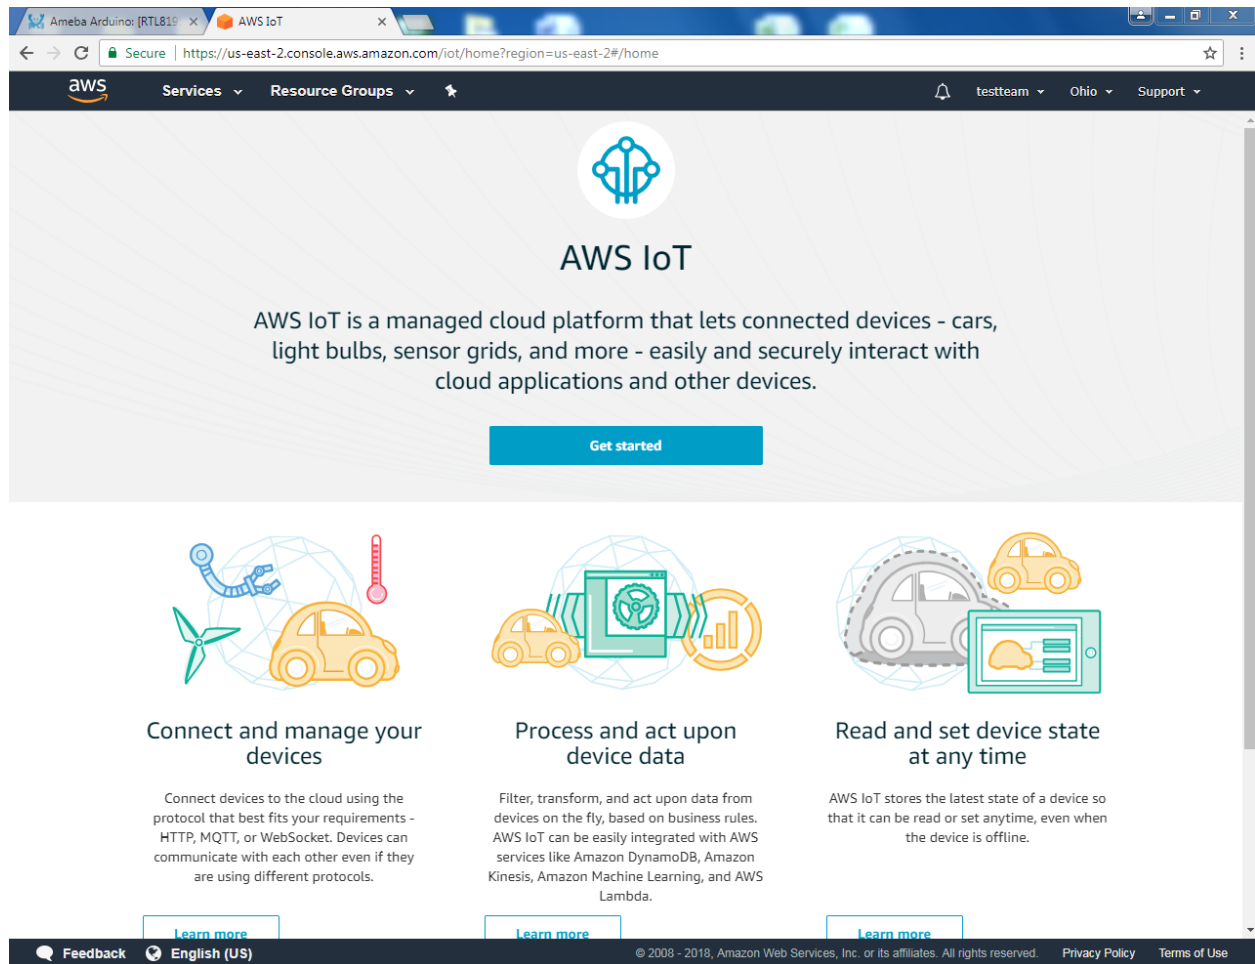 Ameba Arduino: [RTL819
AWS IoT
Secure
https://us-east-2.console.aws.amazon.com/iot/home?region=us-east-2#/home
aws
Services
Resource Groups
testteam
Ohio
Support
AWS IoT
AWS IoT is a managed cloud platform that lets connected devices - cars,
light bulbs, sensor grids, and more - easily and securely interact with
cloud applications and other devices.
Get started
Connect and manage your
devices
Connect devices to the cloud using the
protocol that best fits your requirements -
HTTP, MQTT, or WebSocket. Devices can
communicate with each other even if they
are using different protocols.
Learn more
Process and act upon
device data
Filter, transform, and act upon data from
devices on the fly, based on business rules.
AWS IoT can be easily integrated with AWS
services like Amazon DynamoDB, Amazon
Kinesis, Amazon Machine Learning, and AWS
Lambda.
Learn more
Read and set device state
at any time
AWS IoT stores the latest state of a device so
that it can be read or set anytime, even when
the device is offline.
Learn more
Feedback
English (US)
© 2008 - 2018, Amazon Web Services, Inc. or its affiliates. All rights reserved.
Privacy Policy
Terms of Use